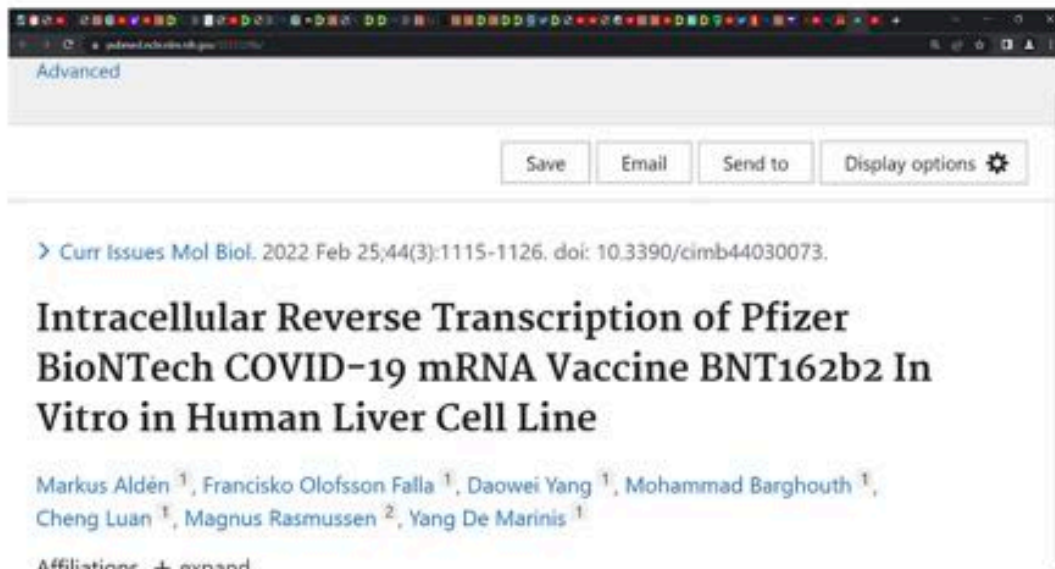 Advanced
Save Email Send to Display options
Curr Issues Mol Biol. 2022 Feb 25;44(3):1115-1126. doi: 10.3390/cimb44030073.
Intracellular Reverse Transcription of Pfizer
BioNTech COVID-19 mRNA Vaccine BNT162b2 In
Vitro in Human Liver Cell Line
Markus Aldén 1, Francisko Olofsson Falla 1, Daowei Yang 1, Mohammad Barghouth 1,
Cheng Luan 1, Magnus Rasmussen 2, Yang De Marinis 1
Affiliations + expand